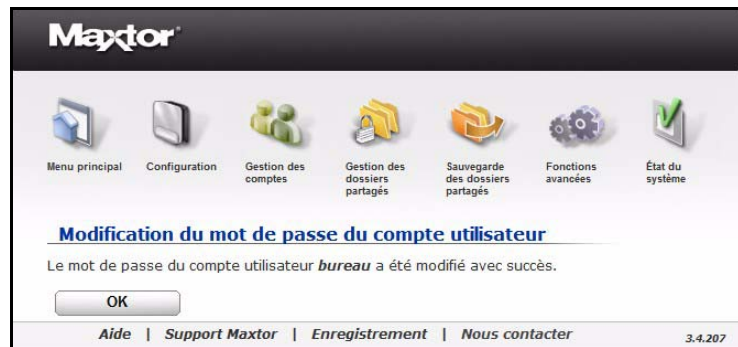 Maxtor
Menu principal
Configuration
Gestion des
comptes
Gestion des
dossiers
partagés
Sauvegarde
des dossiers
partagés
Fonctions
avancées
État du
système
Modification du mot de passe du compte utilisateur
Le mot de passe du compte utilisateur bureau a été modifié avec succès.
OK
Aide | Support Maxtor | Enregistrement | Nous contacter
3.4.207